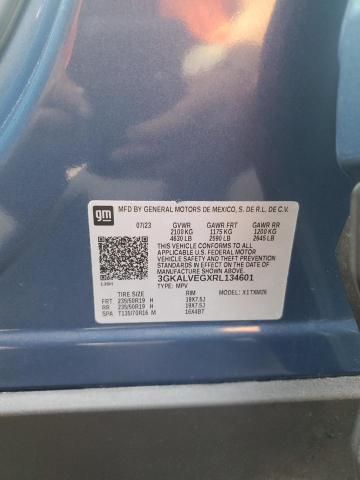 gm
MFD BY GENERAL MOTORS DE MEXICO, S. DE R.L. DE C.V.
07/23 GVWR GAWR FRT GAWR RR
2100 KG 1175 KG 1200 KG
4630 LB 2590 LB 2645 LB
THIS VEHICLE CONFORMS TO ALL
APPLICABLE U.S. FEDERAL MOTOR
VEHICLE SAFETY, BUMPER, AND THEFT
PREVENTION STANDARDS IN EFFECT ON
THE DATE OF MANUFACTURE SHOWN ABOVE.
3GKALVEGXRL134601
TYPE: MPV MODEL: X1TXM26
TIRE SIZE RIM
FRT 235/50R19 H 19X7.5J
RR 235/50R19 H 19X7.5J
SPA T135/70R16 M 16X4BT